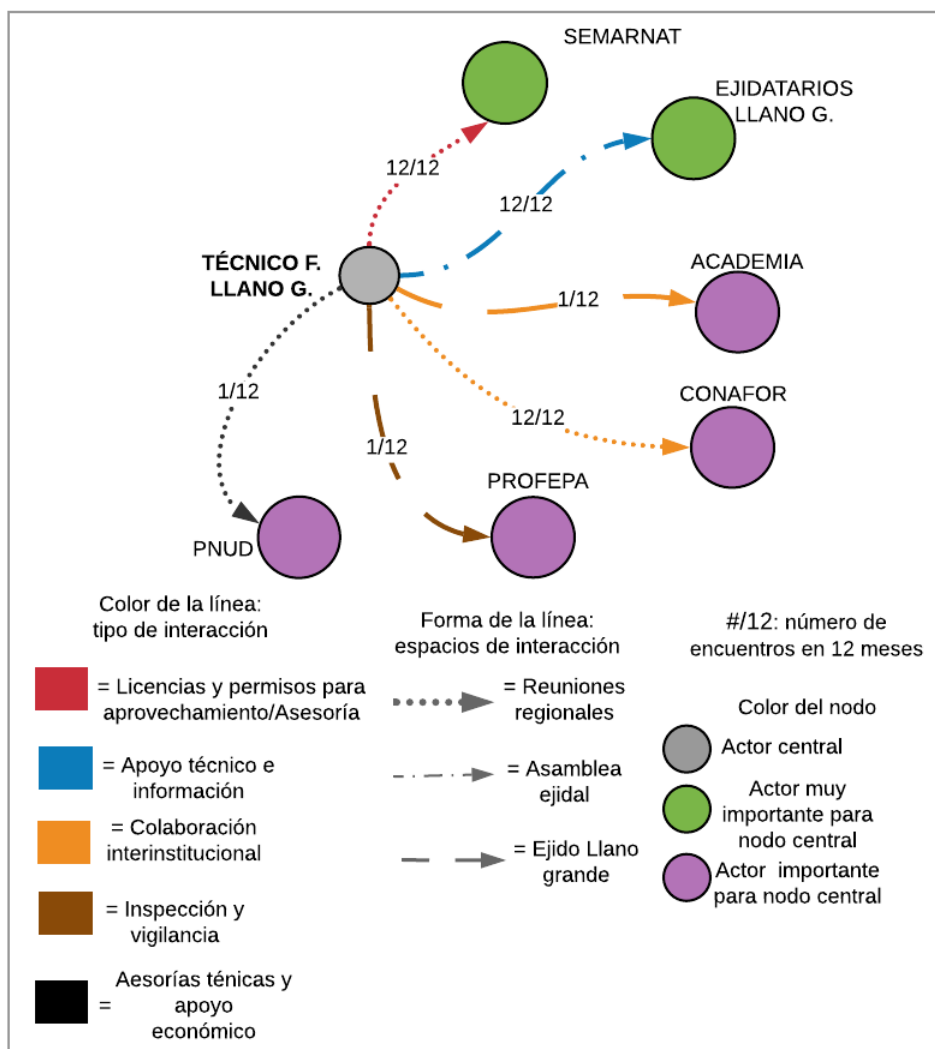 SEMARNAT
EJIDATARIOS
LLANO G.
12/12
12/12
TÉCNICO F.
LLANO G.
ACADEMIA
1/12
1/12
CONAFOR
12/12
1/12
PROFEPA
PNUD
Color de la línea:
tipo de interacción
= Licencias y permisos para
aprovechamiento/Asesoría
= Apoyo técnico e
información
= Colaboración
interinstitucional
= Inspección y
vigilancia
Aesorías ténicas y
= apoyo
económico
Forma de la línea:
espacios de interacción
= Reuniones
regionales
= Asamblea
ejidal
= Ejido Llano
grande
#/12: número de
encuentros en 12 meses
Color del nodo
Actor central
Actor muy
importante para
nodo central
Actor importante
para nodo central